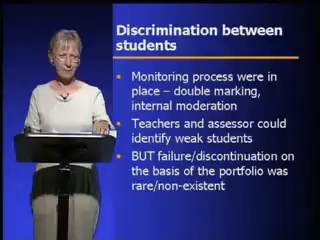 Discrimination between
students
Monitoring process were in
place – double marking,
internal moderation
Teachers and assessor could
identify weak students
BUT failure/discontinuation on
the basis of the portfolio was
rare/non-existent